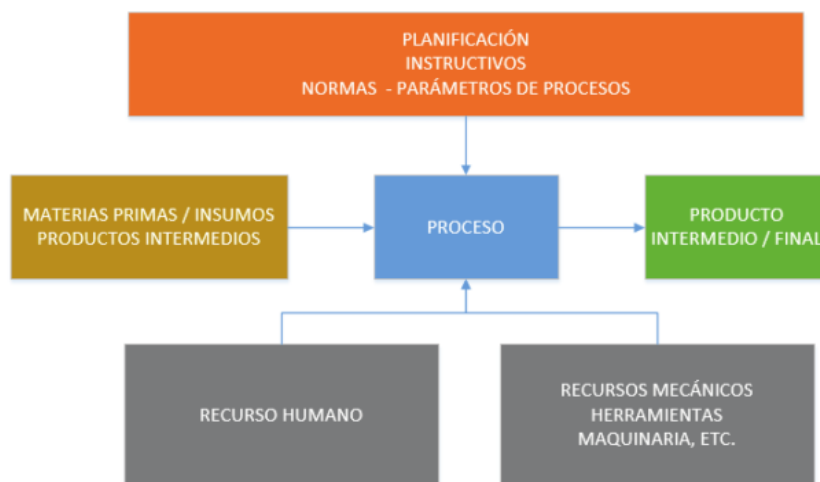 PLANIFICACIÓN
INSTRUCTIVOS
NORMAS - PARÁMETROS DE PROCESOS
MATERIAS PRIMAS / INSUMOS
PRODUCTOS INTERMEDIOS
PROCESO
PRODUCTO
INTERMEDIO / FINAL
RECURSO HUMANO
RECURSOS MECÁNICOS
HERRAMIENTAS
MAQUINARIA, ETC.